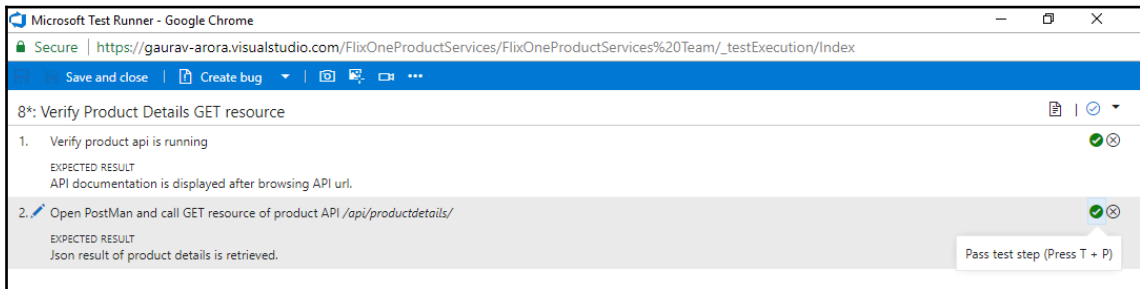 Microsoft Test Runner - Google Chrome
Secure | https://gaurav-arora.visualstudio.com/FlixOneProductServices/FlixOneProductServices%20Team/_testExecution/Index
Save and close | Create bug
8*: Verify Product Details GET resource
1. Verify product api is running
EXPECTED RESULT
API documentation is displayed after browsing API url.
2. Open PostMan and call GET resource of product API /api/productdetails/
EXPECTED RESULT
Json result of product details is retrieved.
Pass test step (Press T + P)